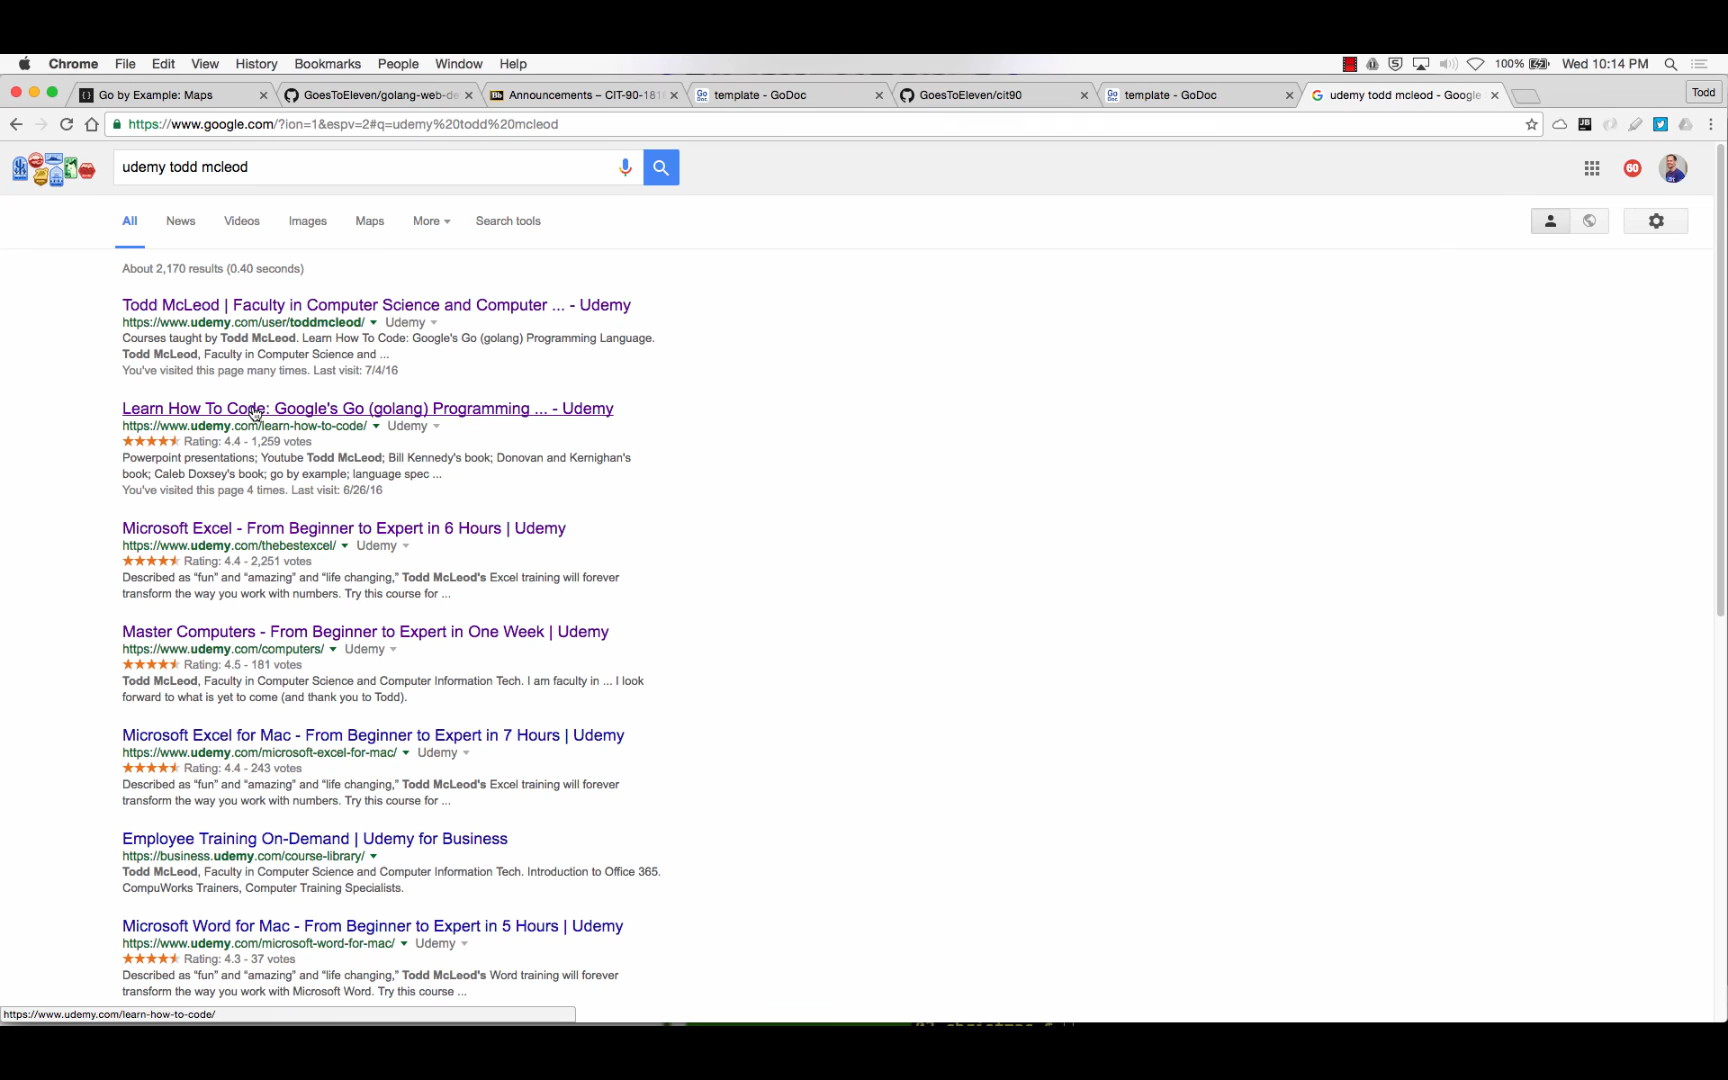 Chrome File Edit View History Bookmarks People Window Help 100% Wed 10:14 PM
Go by Example: Maps GoesToEleven/golang-web-de Announcements – CIT-90-181 template - GoDoc GoesToEleven/cit90 template - GoDoc udemy todd mcleod - Google Todd
https://www.google.com/?ion=1&espv=2#q=udemy%20todd%20mcleod
udemy todd mcleod 60
All News Videos Images Maps More Search tools
About 2,170 results (0.40 seconds)
Todd McLeod | Faculty in Computer Science and Computer ... - Udemy
https://www.udemy.com/user/toddmcleod/ Udemy
Courses taught by Todd McLeod. Learn How To Code: Google's Go (golang) Programming Language.
Todd McLeod, Faculty in Computer Science and ...
You've visited this page many times. Last visit: 7/4/16
Learn How To Code: Google's Go (golang) Programming ... - Udemy
https://www.udemy.com/learn-how-to-code/ Udemy
Rating: 4.4 - 1,259 votes
Powerpoint presentations; Youtube Todd McLeod; Bill Kennedy's book; Donovan and Kernighan's
book; Caleb Doxsey's book; go by example; language spec ...
You've visited this page 4 times. Last visit: 6/26/16
Microsoft Excel - From Beginner to Expert in 6 Hours | Udemy
https://www.udemy.com/thebestexcel/ Udemy
Rating: 4.4 - 2,251 votes
Described as “fun” and “amazing” and “life changing,” Todd McLeod's Excel training will forever
transform the way you work with numbers. Try this course for ...
Master Computers - From Beginner to Expert in One Week | Udemy
https://www.udemy.com/computers/ Udemy
Rating: 4.5 - 181 votes
Todd McLeod, Faculty in Computer Science and Computer Information Tech. I am faculty in ... I look
forward to what is yet to come (and thank you to Todd).
Microsoft Excel for Mac - From Beginner to Expert in 7 Hours | Udemy
https://www.udemy.com/microsoft-excel-for-mac/ Udemy
Rating: 4.4 - 243 votes
Described as “fun” and “amazing” and “life changing,” Todd McLeod's Excel training will forever
transform the way you work with numbers. Try this course for ...
Employee Training On-Demand | Udemy for Business
https://business.udemy.com/course-library/
Todd McLeod, Faculty in Computer Science and Computer Information Tech. Introduction to Office 365.
CompuWorks Trainers, Computer Training Specialists.
Microsoft Word for Mac - From Beginner to Expert in 5 Hours | Udemy
https://www.udemy.com/microsoft-word-for-mac/ Udemy
Rating: 4.3 - 37 votes
Described as “fun” and “amazing” and “life changing,” Todd McLeod's Word training will forever
transform the way you work with Microsoft Word. Try this course ...
https://www.udemy.com/learn-how-to-code/